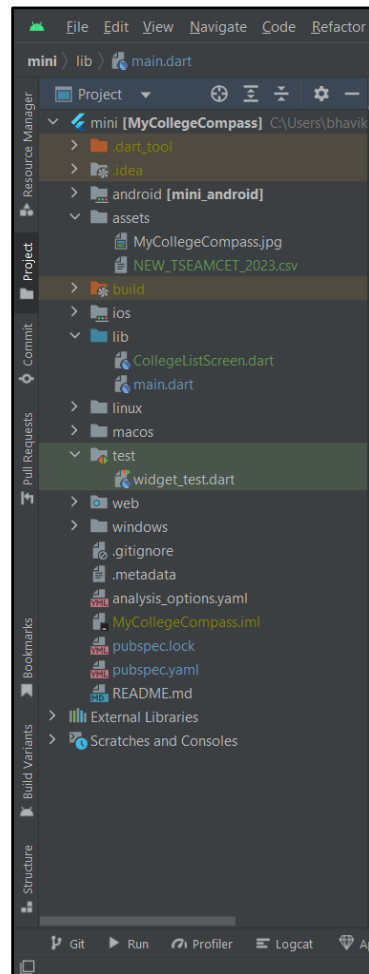 File Edit View Navigate Code Refactor
mini lib main.dart
Project
mini [MyCollegeCompass] C:\Users\bhavik
.dart_tool
.idea
android [mini_android]
assets
MyCollegeCompass.jpg
NEW_TSEAMCET_2023.csv
build
ios
lib
CollegeListScreen.dart
main.dart
linux
macos
test
widget_test.dart
web
windows
.gitignore
.metadata
analysis_options.yaml
MyCollegeCompass.iml
pubspec.lock
pubspec.yaml
README.md
External Libraries
Scratches and Consoles
Resource Manager
Project
Commit
Pull Requests
Bookmarks
Build Variants
Structure
Git Run Profiler Logcat